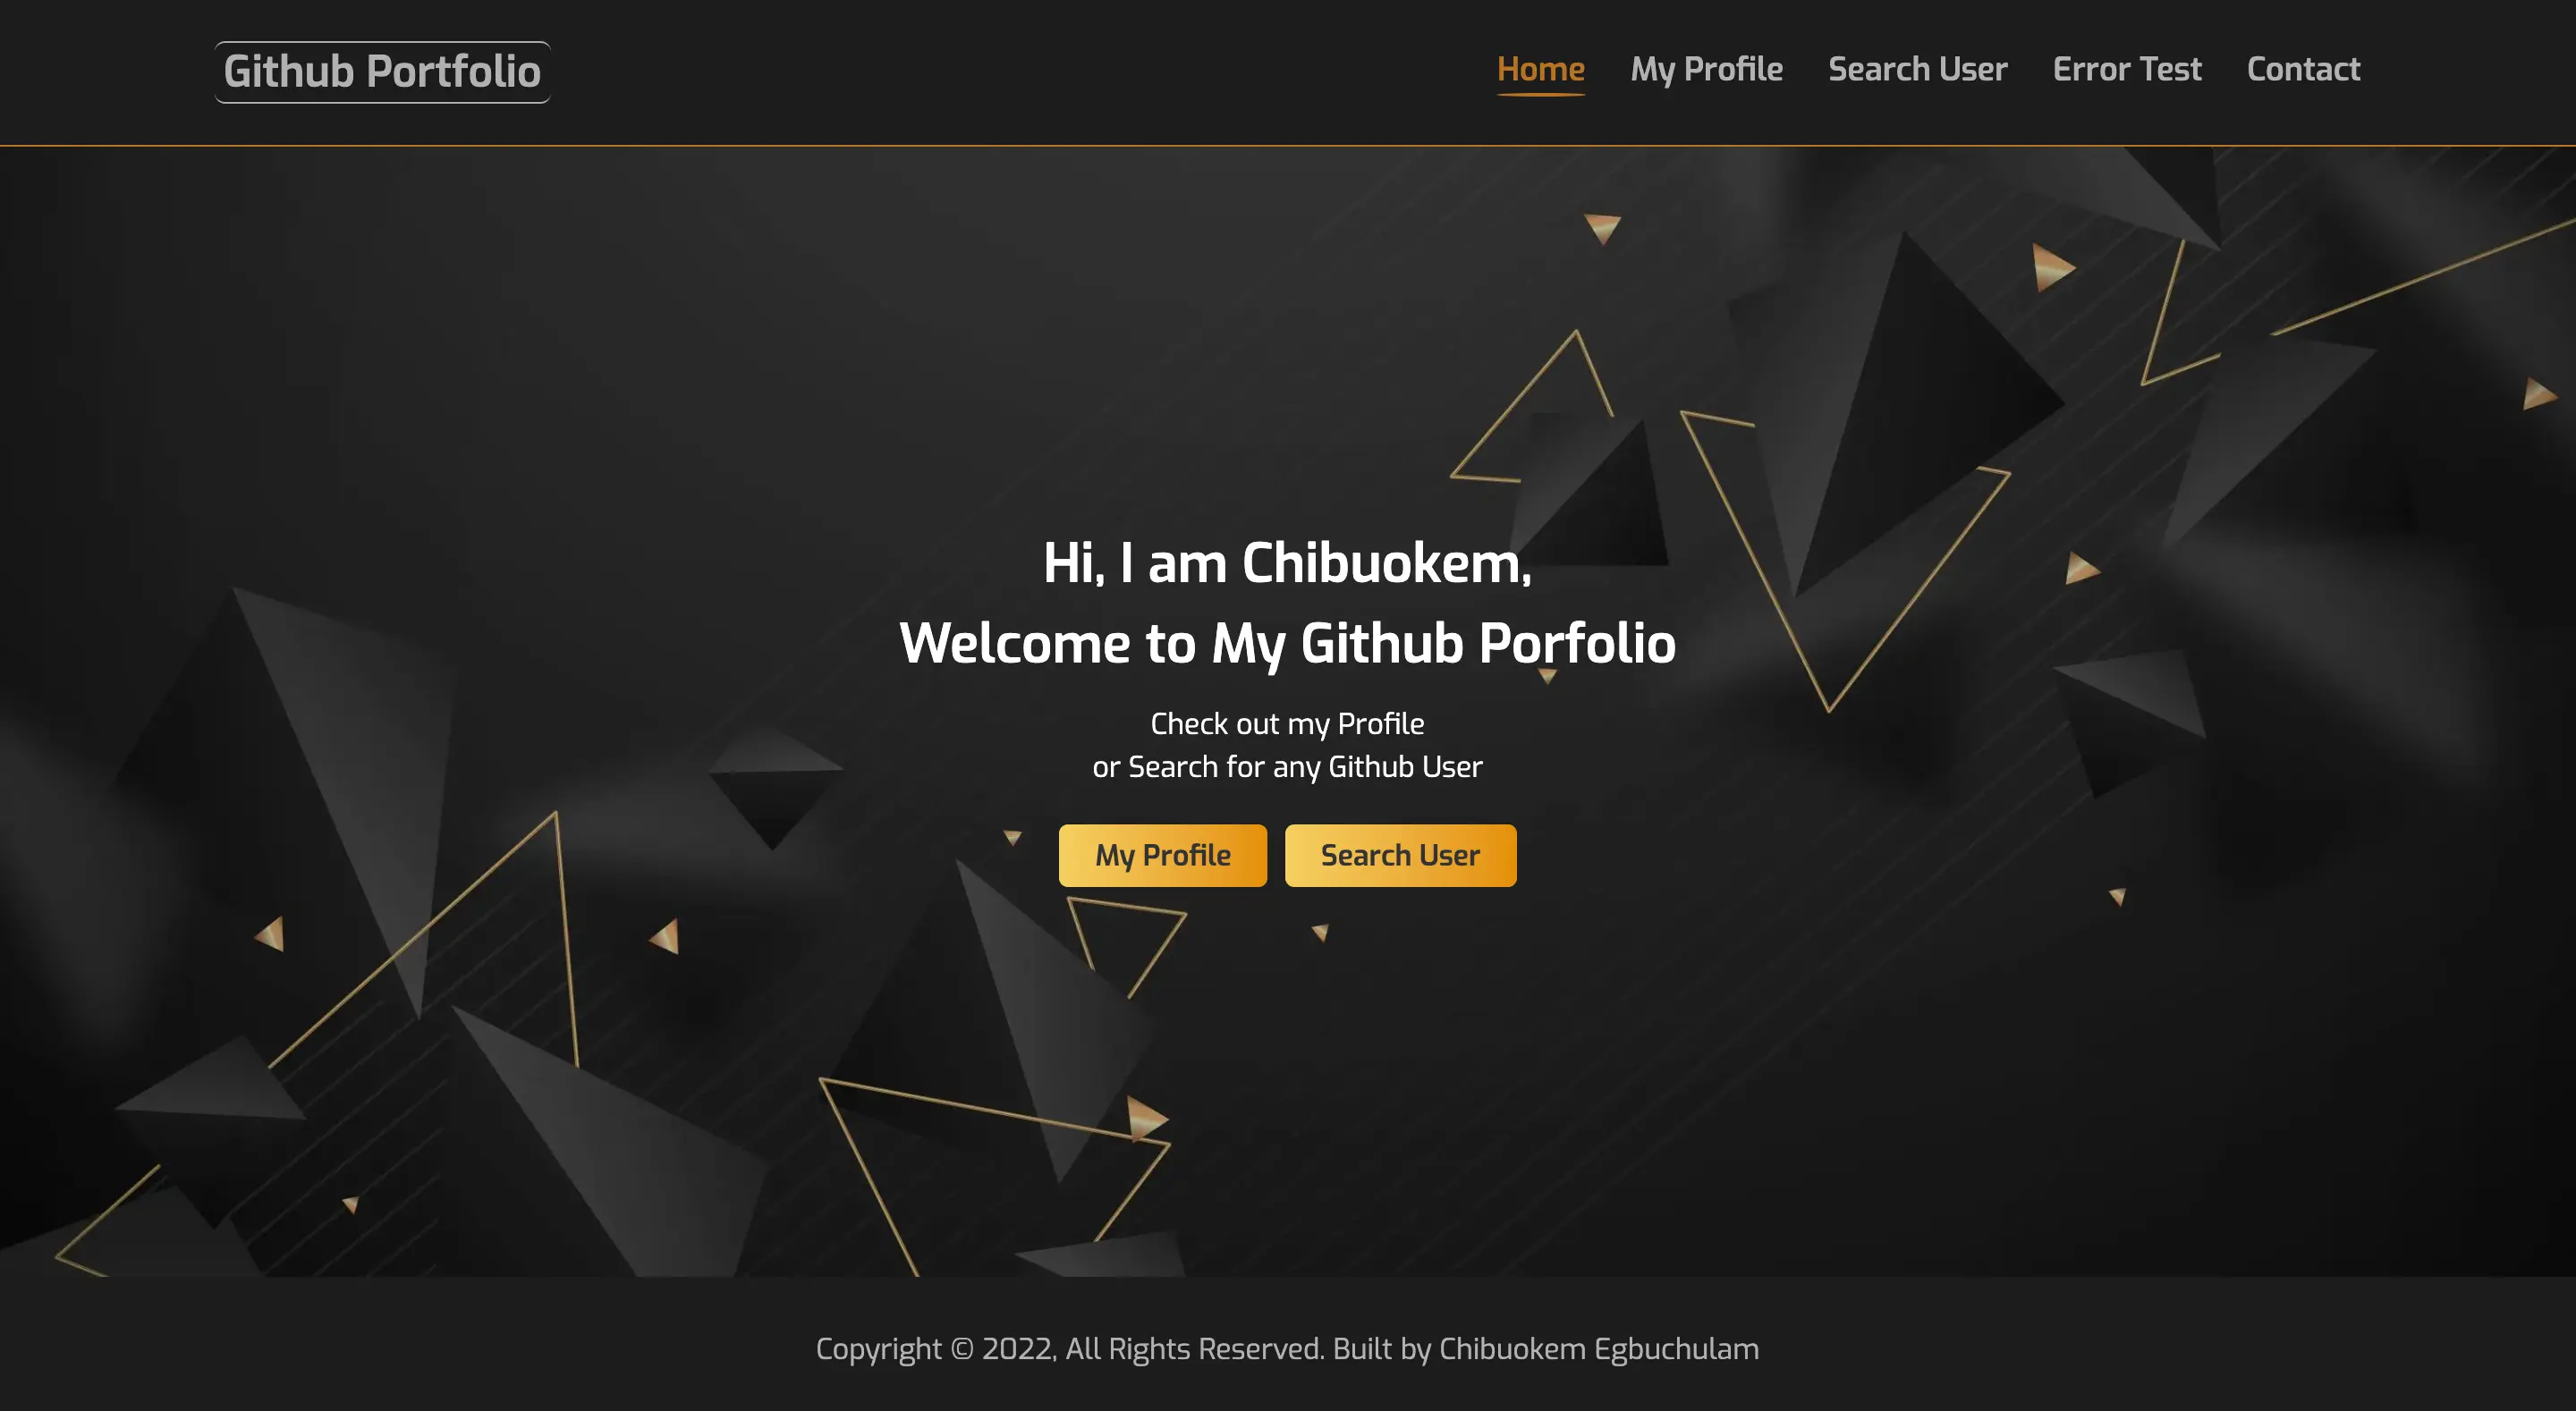 Github Portfolio
Home My Profile Search User Error Test Contact
Hi, I am Chibuokem,
Welcome to My Github Porfolio
Check out my Profile
or Search for any Github User
My Profile Search User
Copyright © 2022, All Rights Reserved. Built by Chibuokem Egbuchulam